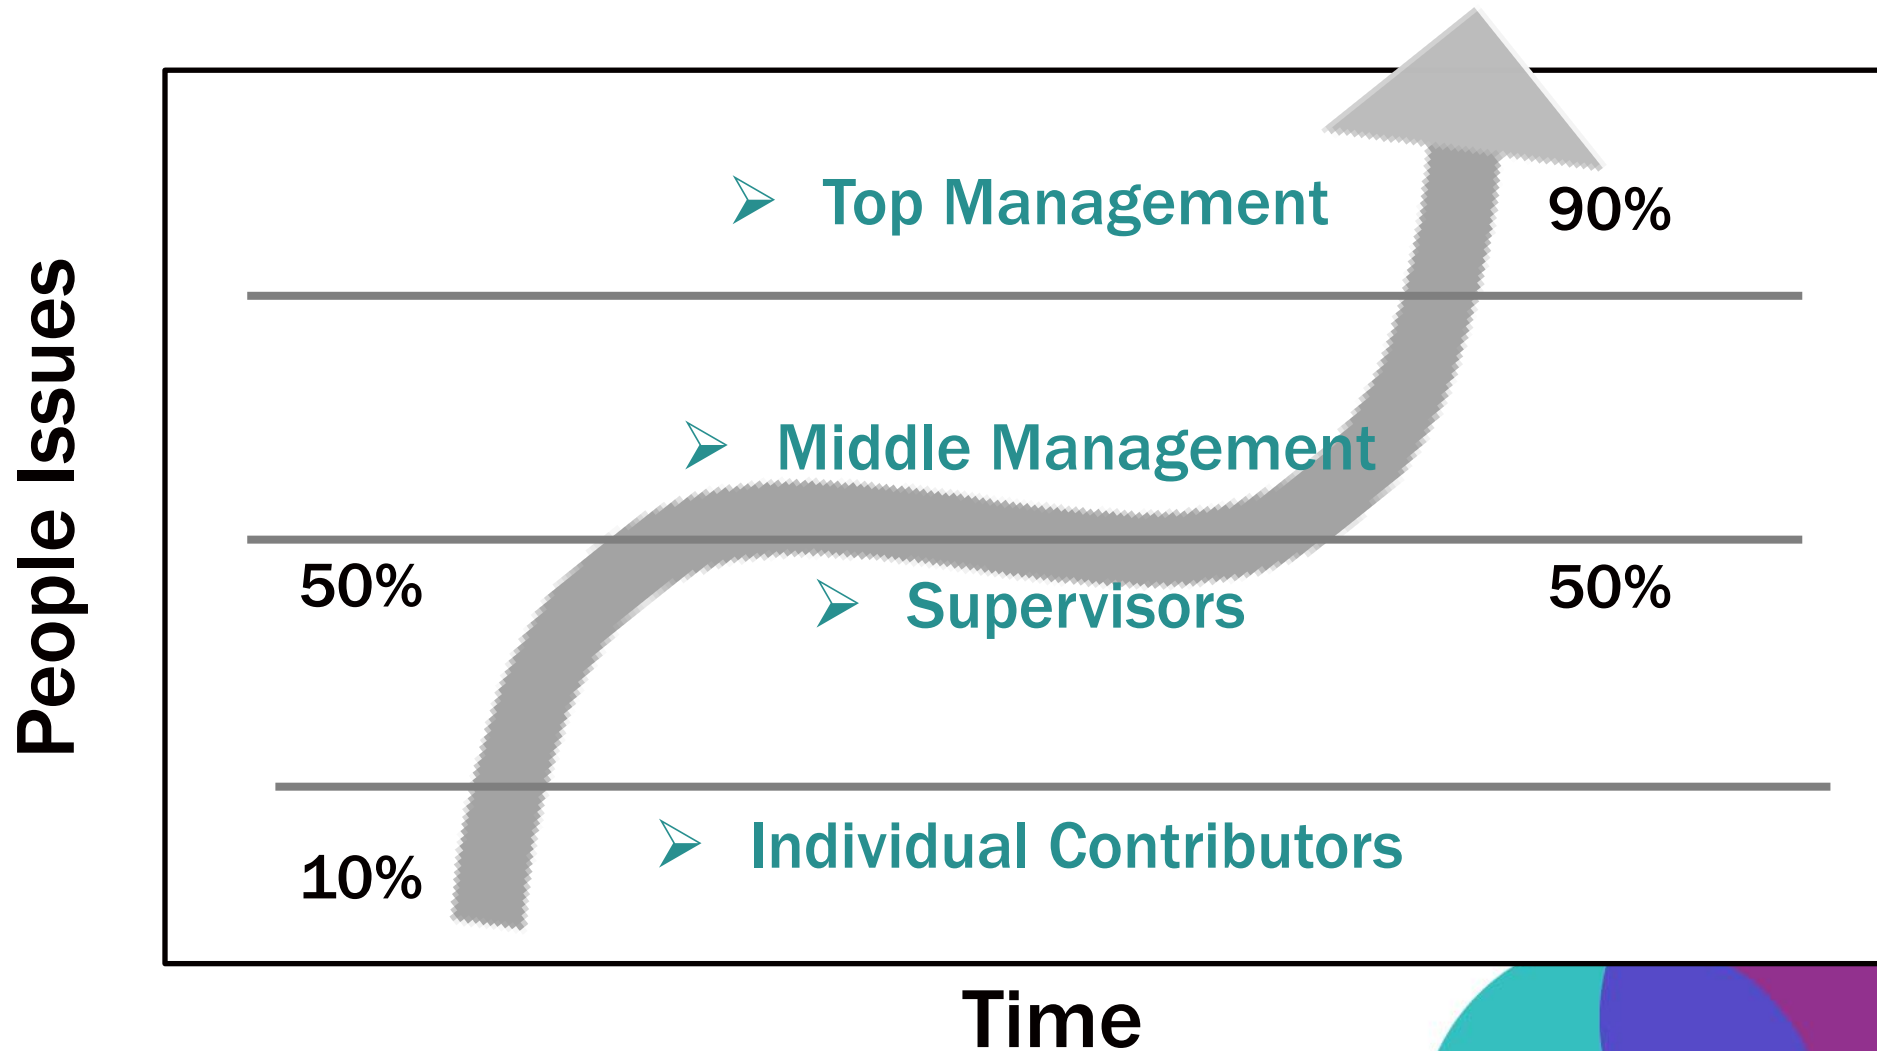 People Issues
Top Management
90%
Middle Management
50%
Supervisors
50%
Individual Contributors
10%
Time